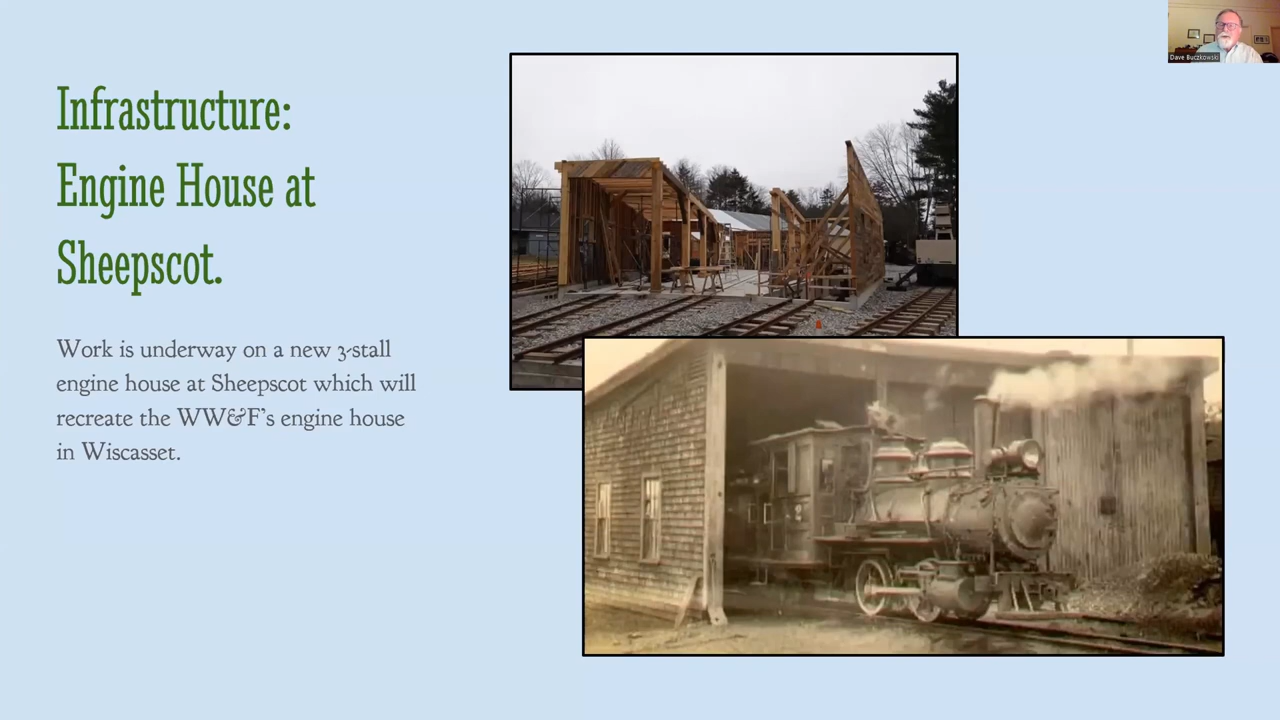 Infrastructure:
Engine House at
Sheepscot.
Work is underway on a new 3-stall
engine house at Sheepscot which will
recreate the WW&F’s engine house
in Wiscasset.
Dave Buczkowski